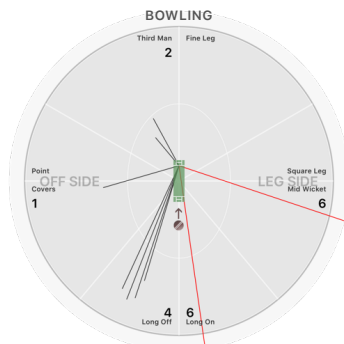 BOWLING
Third Man Fine Leg
2
Point Square Leg
OFF SIDE LEG SIDE
Covers Mid Wicket
1 6
4 6
Long Off Long On